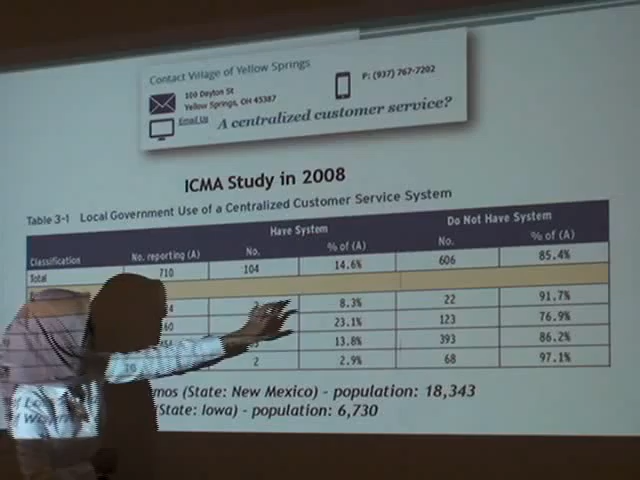 Contact Village of Yellow Springs
100 Dayton St
Yellow Springs, OH 45387
Email Us
P: (937) 767-7202
A centralized customer service?
ICMA Study in 2008
Table 3-1 Local Government Use of a Centralized Customer Service System
Have System Do Not Have System
Classification No. reporting (A) No. % of (A) No. % of (A)
Total 710 104 14.6% 606 85.4%
8.3% 22 91.7%
23.1% 123 76.9%
13.8% 393 86.2%
70 2 2.9% 68 97.1%
(State: New Mexico) - population: 18,343
(State: Iowa) - population: 6,730